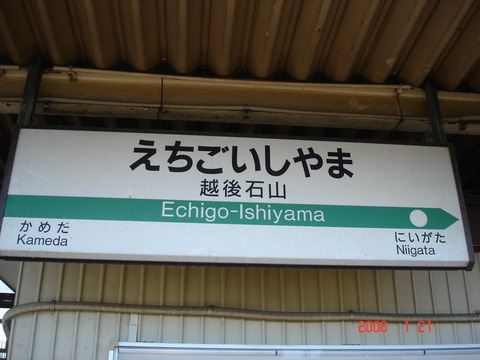 えちごいしやま
越後石山
Echigo-Ishiyama
かめだ
Kameda
にいがた
Niigata
2006 1 21